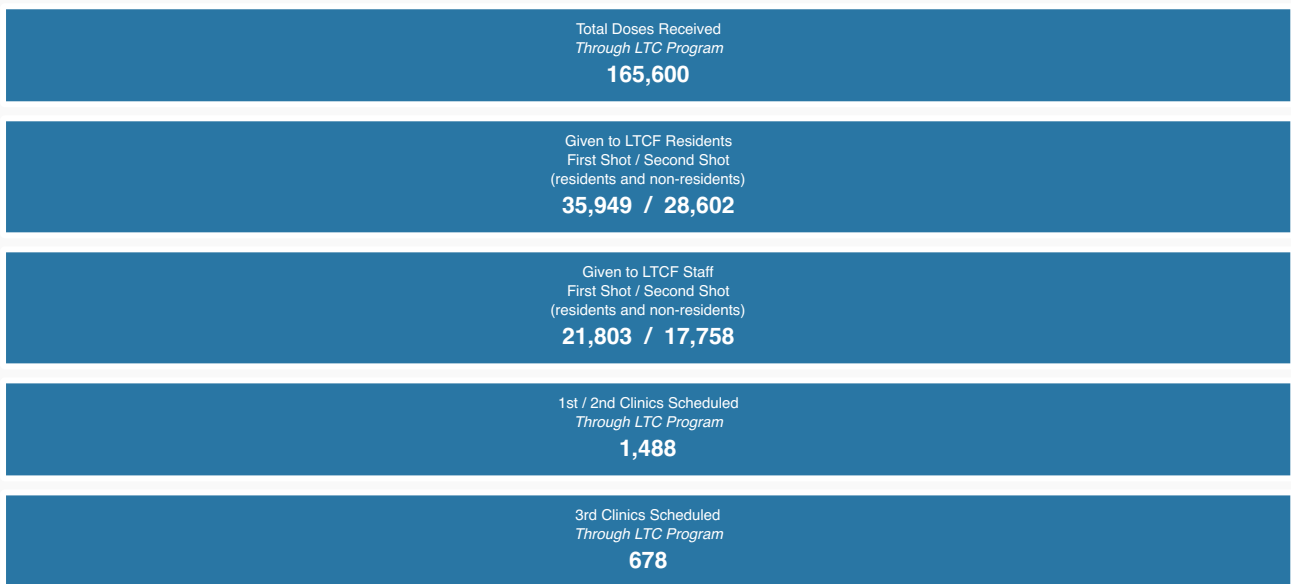 Total Doses Received
Through LTC Program
165,600
Given to LTCF Residents
First Shot / Second Shot
(residents and non-residents)
35,949 / 28,602
Given to LTCF Staff
First Shot / Second Shot
(residents and non-residents)
21,803 / 17,758
1st / 2nd Clinics Scheduled
Through LTC Program
1,488
3rd Clinics Scheduled
Through LTC Program
678